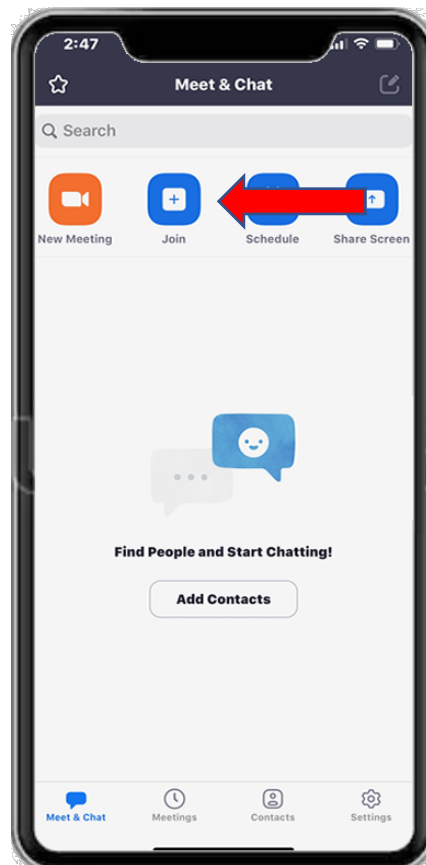 2:47
Meet & Chat
Search
New Meeting Join Schedule Share Screen
Find People and Start Chatting!
Add Contacts
Meet & Chat Meetings Contacts Settings